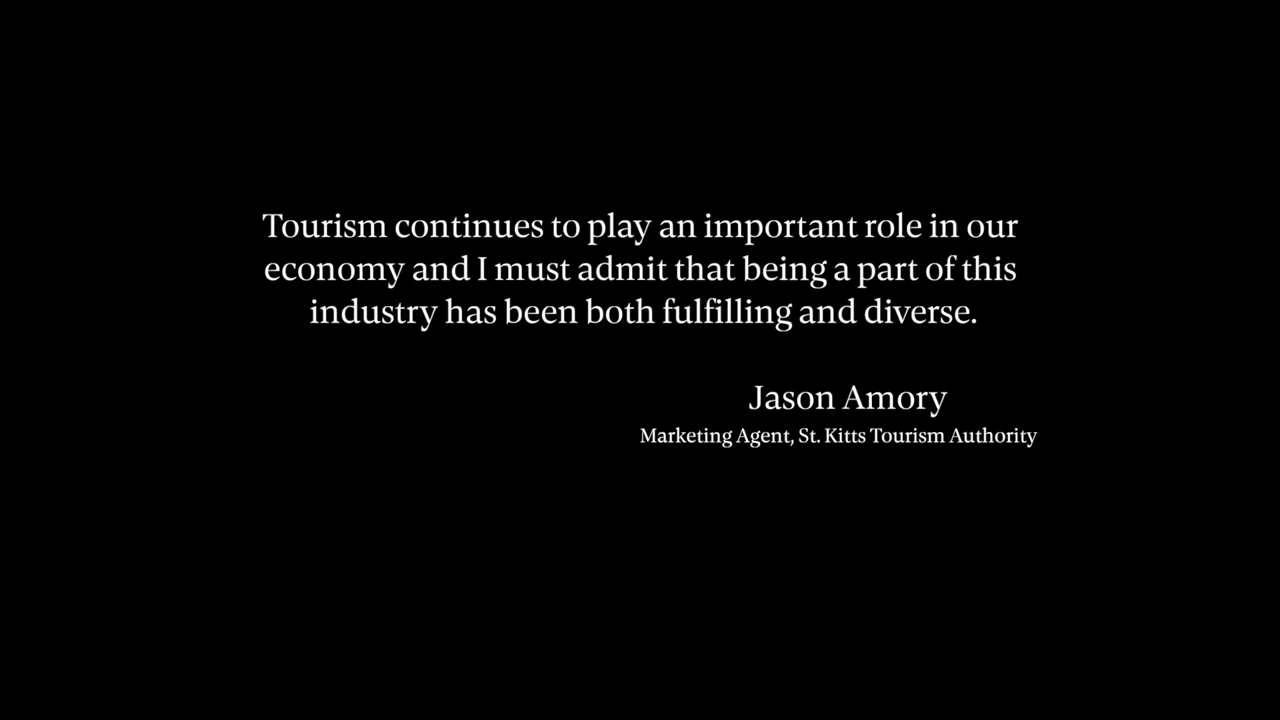 Tourism continues to play an important role in our
economy and I must admit that being a part of this
industry has been both fulfilling and diverse.
Jason Amory
Marketing Agent, St. Kitts Tourism Authority